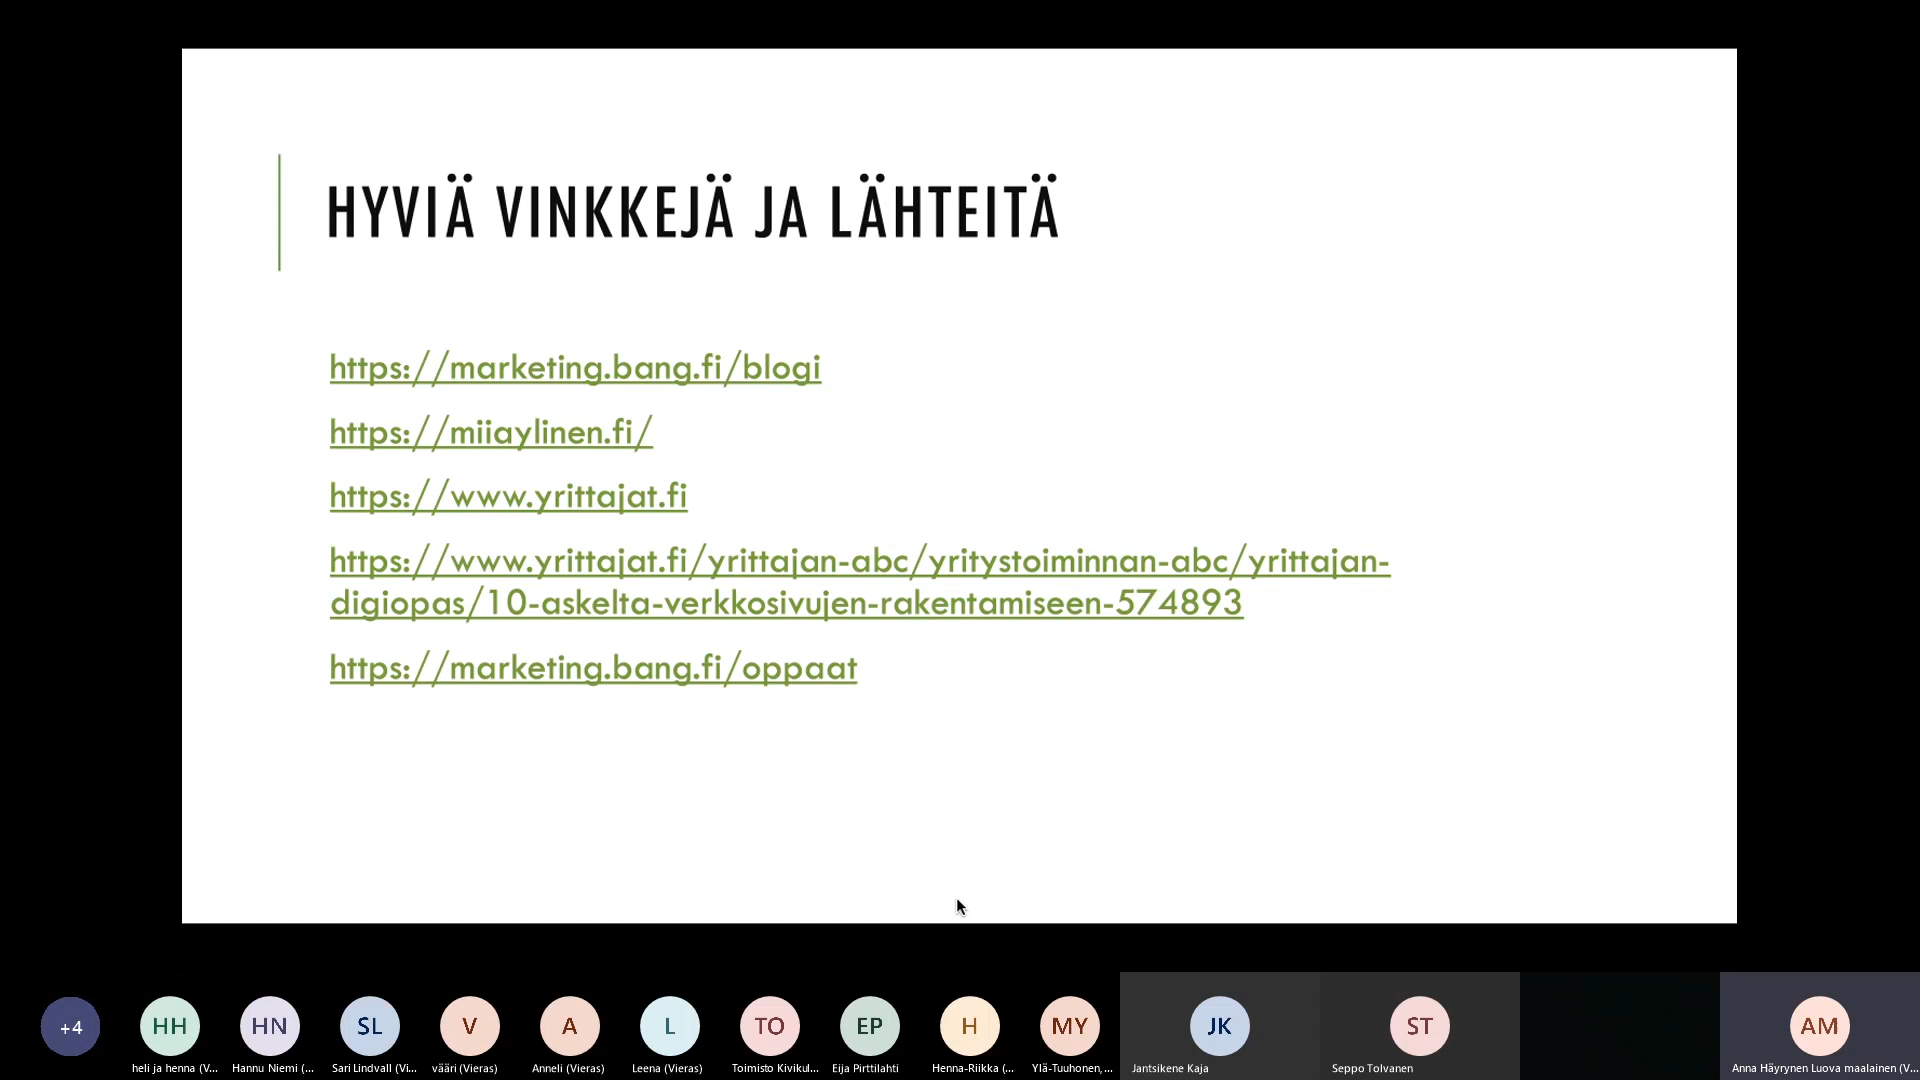 HYVIÄ VINKKEJÄ JA LÄHTEITÄ
https://marketing.bang.fi/blogi
https://miiaylinen.fi/
https://www.yrittajat.fi
https://www.yrittajat.fi/yrittajan-abc/yritystoiminnan-abc/yrittajan-
digiopas/10-askelta-verkkosivujen-rakentamiseen-574893
https://marketing.bang.fi/oppaat
+4 HH HN SL V A L TO EP H MY JK ST AM
heli ja henna (V... Hannu Niemi (... Sari Lindvall (Vi... vääri (Vieras) Anneli (Vieras) Leena (Vieras) Toimisto Kivikul... Eija Pirttilahti Henna-Riikka (... Ylä-Tuuhonen,... Jantsikene Kaja Seppo Tolvanen Anna Häyrynen Luova maalainen (V...